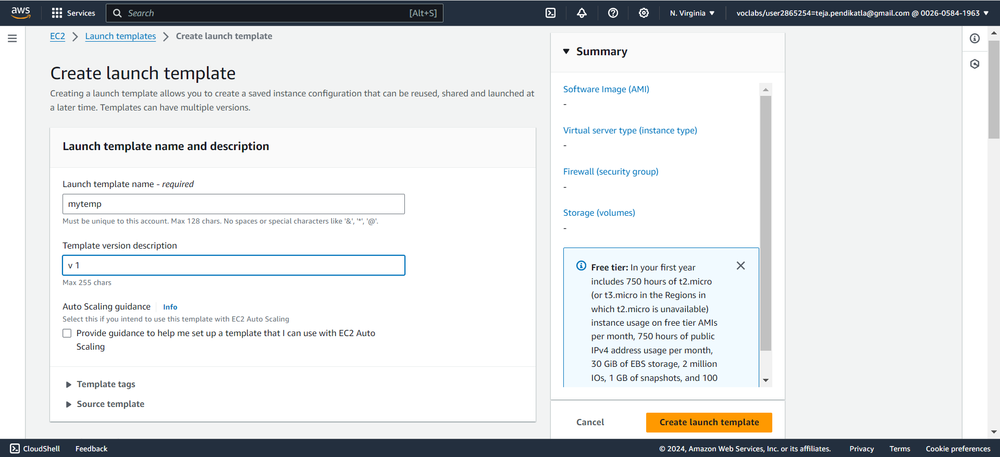 aws
Services
Search
[Alt+S]
N. Virginia
voclabs/user2865254=teja.pendikatla@gmail.com @ 0026-0584-1963
EC2
Launch templates
Create launch template
Create launch template
Creating a launch template allows you to create a saved instance configuration that can be reused, shared and launched at
a later time. Templates can have multiple versions.
Launch template name and description
Launch template name - required
mytemp
Must be unique to this account. Max 128 chars. No spaces or special characters like '&', '*', '@'.
Template version description
v 1
Max 255 chars
Auto Scaling guidance
Info
Select this if you intend to use this template with EC2 Auto Scaling
Provide guidance to help me set up a template that I can use with EC2 Auto
Scaling
Template tags
Source template
Summary
Software Image (AMI)
-
Virtual server type (instance type)
-
Firewall (security group)
-
Storage (volumes)
-
Free tier: In your first year
includes 750 hours of t2.micro
(or t3.micro in the Regions in
which t2.micro is unavailable)
instance usage on free tier AMIs
per month, 750 hours of public
IPv4 address usage per month,
30 GiB of EBS storage, 2 million
IOs, 1 GB of snapshots, and 100
Cancel
Create launch template
CloudShell
Feedback
© 2024, Amazon Web Services, Inc. or its affiliates.
Privacy
Terms
Cookie preferences